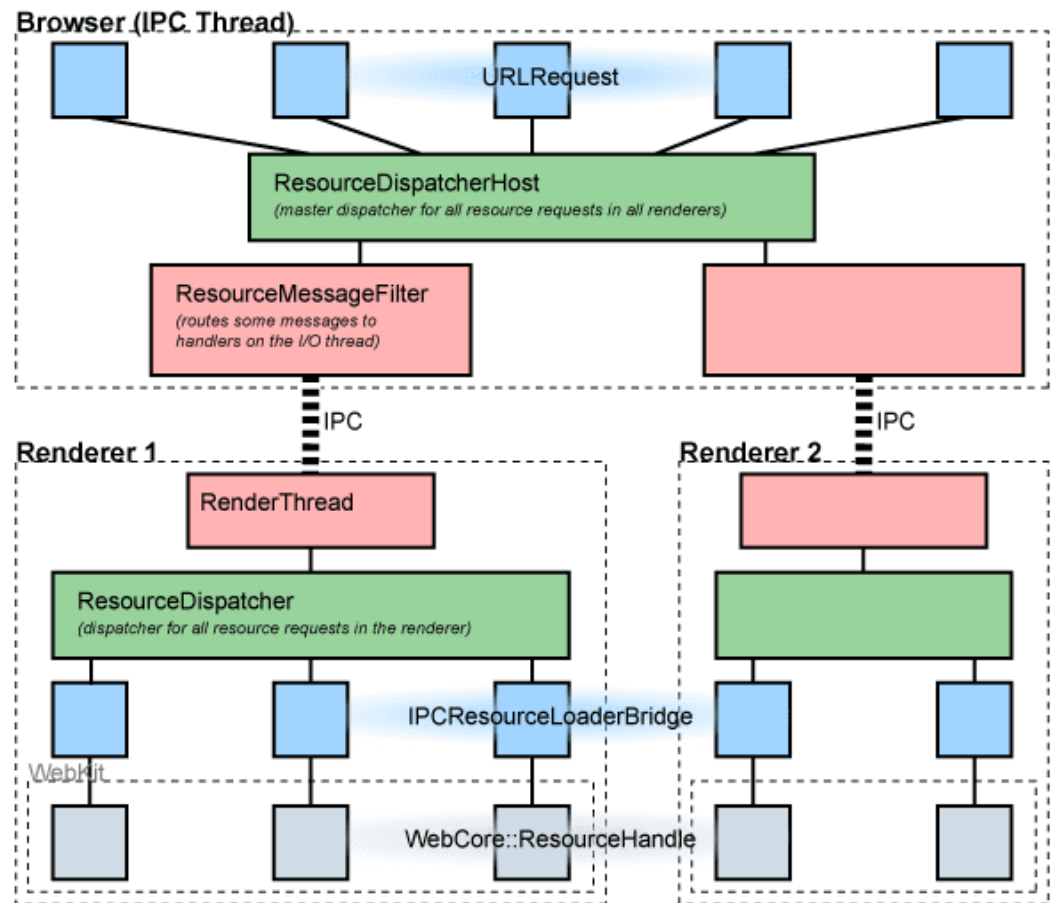 Browser (IPC Thread)
URLRequest
ResourceDispatcherHost
(master dispatcher for all resource requests in all renderers)
ResourceMessageFilter
(routes some messages to
handlers on the I/O thread)
IPC
IPC
Renderer 1
Renderer 2
RenderThread
ResourceDispatcher
(dispatcher for all resource requests in the renderer)
IPCResourceLoaderBridge
WebKit
WebCore::ResourceHandle